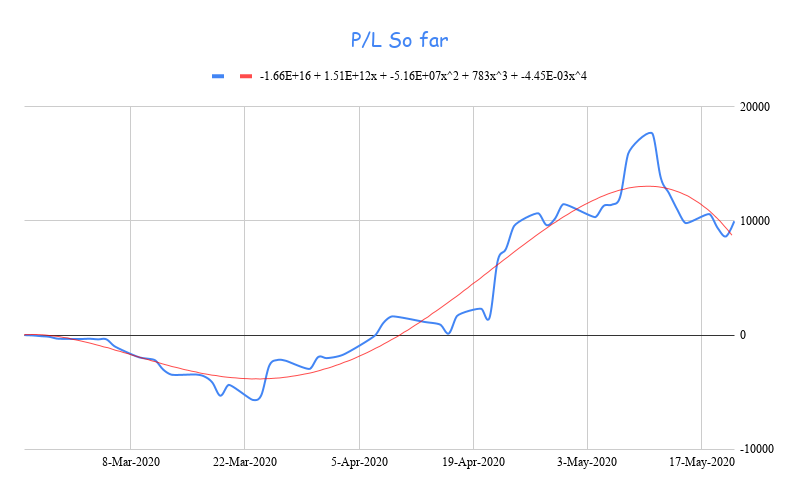 P/L So far
-1.66E+16 + 1.51E+12x + -5.16E+07x^2 + 783x^3 + -4.45E-03x^4
20000
10000
0
-10000
8-Mar-2020 22-Mar-2020 5-Apr-2020 19-Apr-2020 3-May-2020 17-May-2020